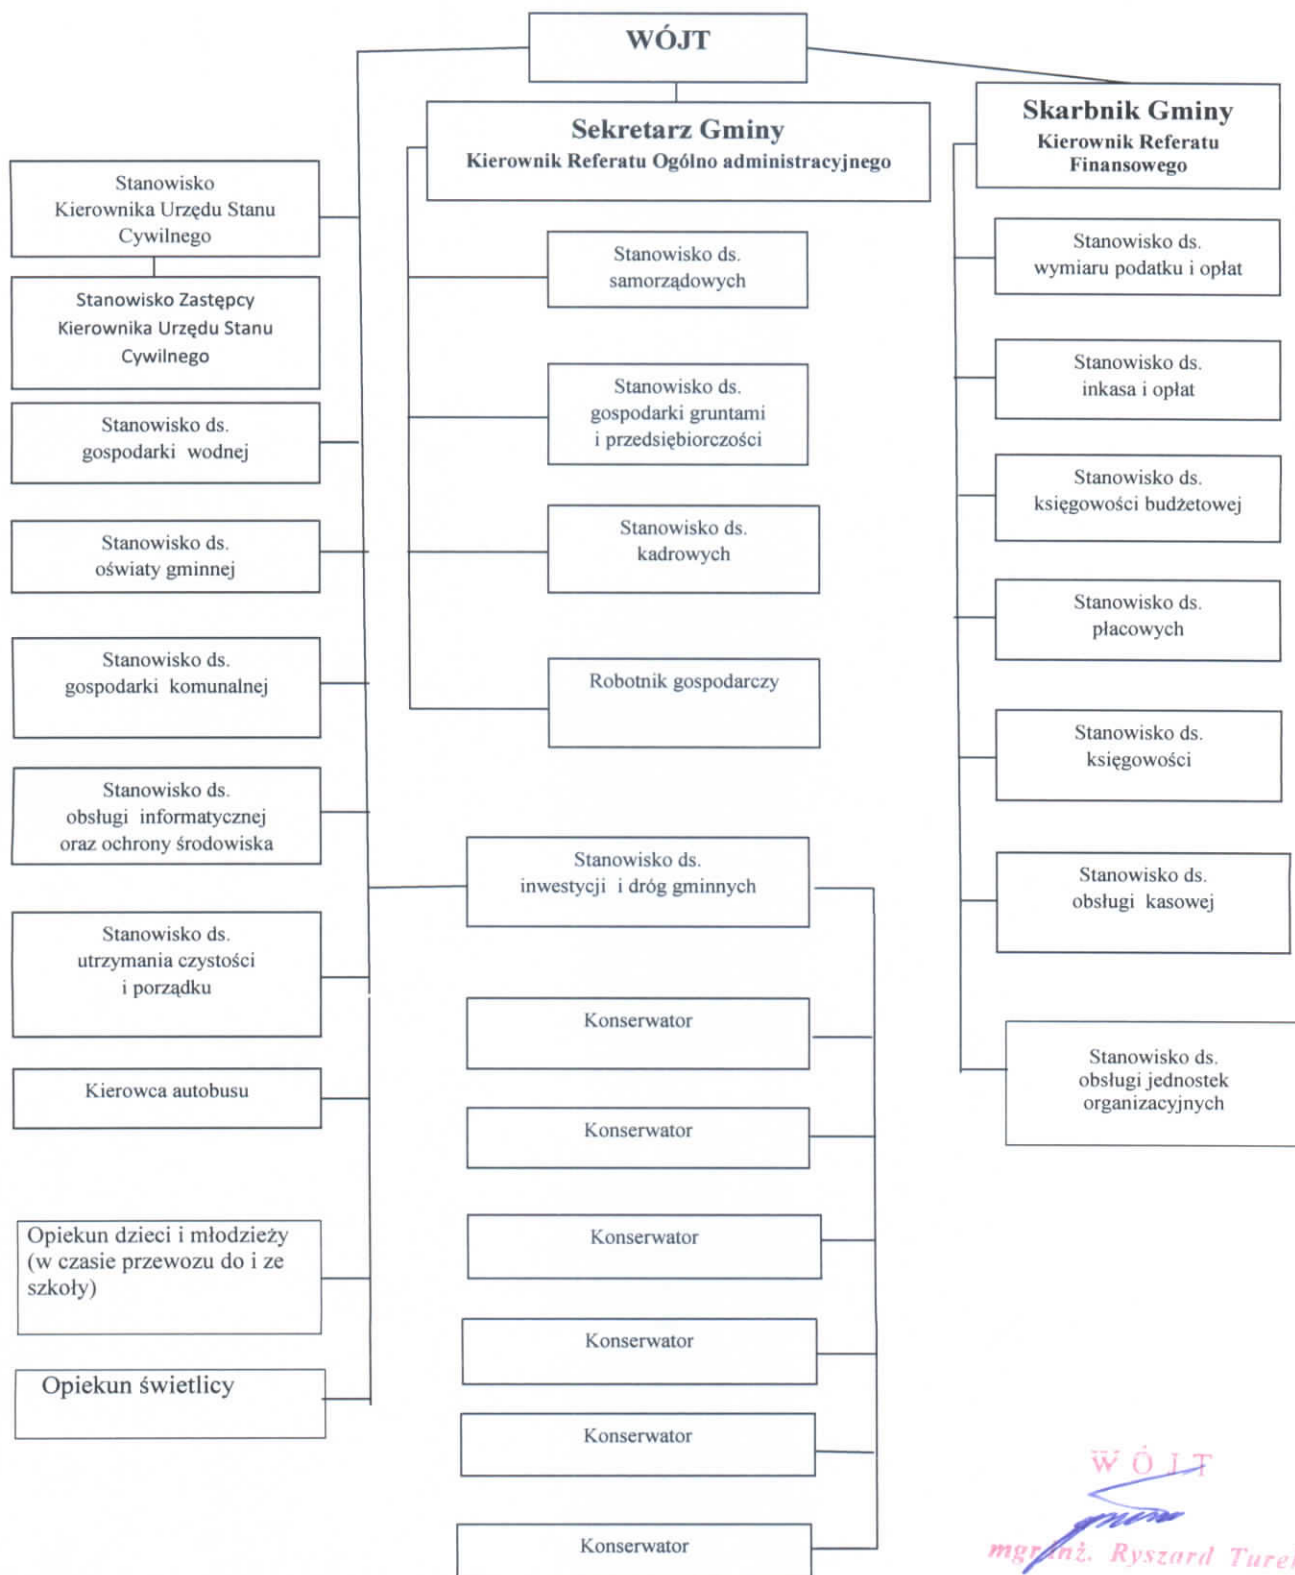 WÓJT
Sekretarz Gminy
Kierownik Referatu Ogólno administracyjnego
Skarbnik Gminy
Kierownik Referatu
Finansowego
Stanowisko
Kierownika Urzędu Stanu
Cywilnego
Stanowisko Zastępcy
Kierownika Urzędu Stanu
Cywilnego
Stanowisko ds.
gospodarki wodnej
Stanowisko ds.
oświaty gminnej
Stanowisko ds.
gospodarki komunalnej
Stanowisko ds.
obsługi informatycznej
oraz ochrony środowiska
Stanowisko ds.
utrzymania czystości
i porządku
Kierowca autobusu
Opiekun dzieci i młodzieży
(w czasie przewozu do i ze
szkoły)
Opiekun świetlicy
Stanowisko ds.
samorządowych
Stanowisko ds.
gospodarki gruntami
i przedsiębiorczości
Stanowisko ds.
kadrowych
Robotnik gospodarczy
Stanowisko ds.
inwestycji i dróg gminnych
Konserwator
Konserwator
Konserwator
Konserwator
Konserwator
Konserwator
Stanowisko ds.
wymiaru podatku i opłat
Stanowisko ds.
inkasa i opłat
Stanowisko ds.
księgowości budżetowej
Stanowisko ds.
płacowych
Stanowisko ds.
księgowości
Stanowisko ds.
obsługi kasowej
Stanowisko ds.
obsługi jednostek
organizacyjnych
WÓJT
mgr inż. Ryszard Turek